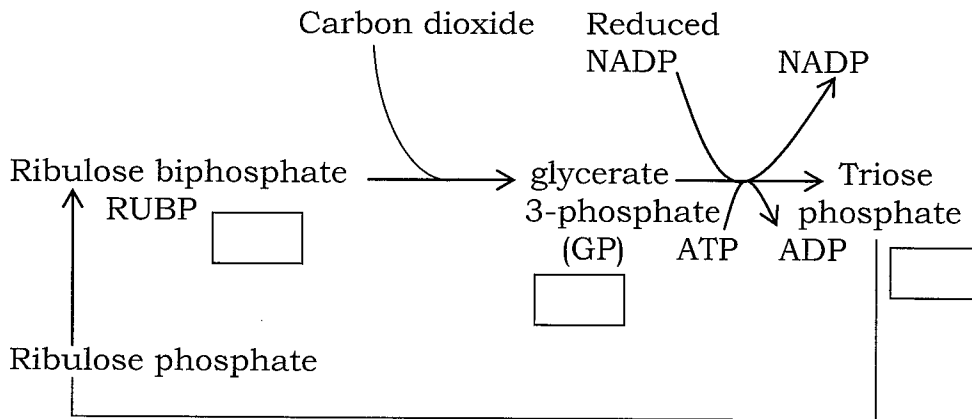 Carbon dioxide
Reduced
NADP
NADP
Ribulose biphosphate
RUBP
glycerate
3-phosphate
(GP)
ATP
ADP
Triose
phosphate
Ribulose phosphate